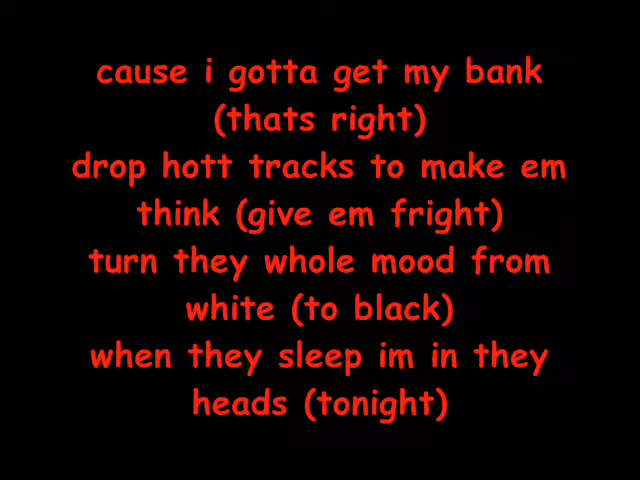 cause i gotta get my bank
(thats right)
drop hott tracks to make em
think (give em fright)
turn they whole mood from
white (to black)
when they sleep im in they
heads (tonight)